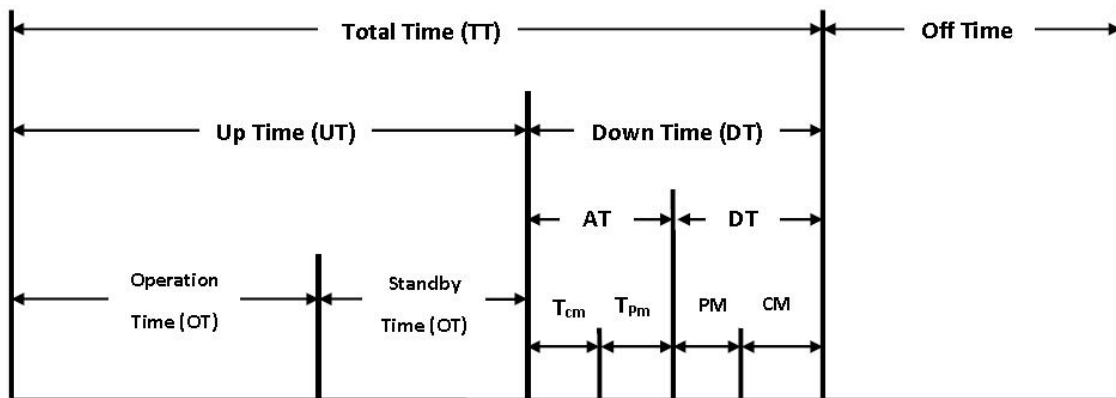 Total Time (TT)
Off Time
Up Time (UT)
Down Time (DT)
AT
DT
Operation
Time (OT)
Standby
Time (OT)
Tcm
TPm
PM
CM